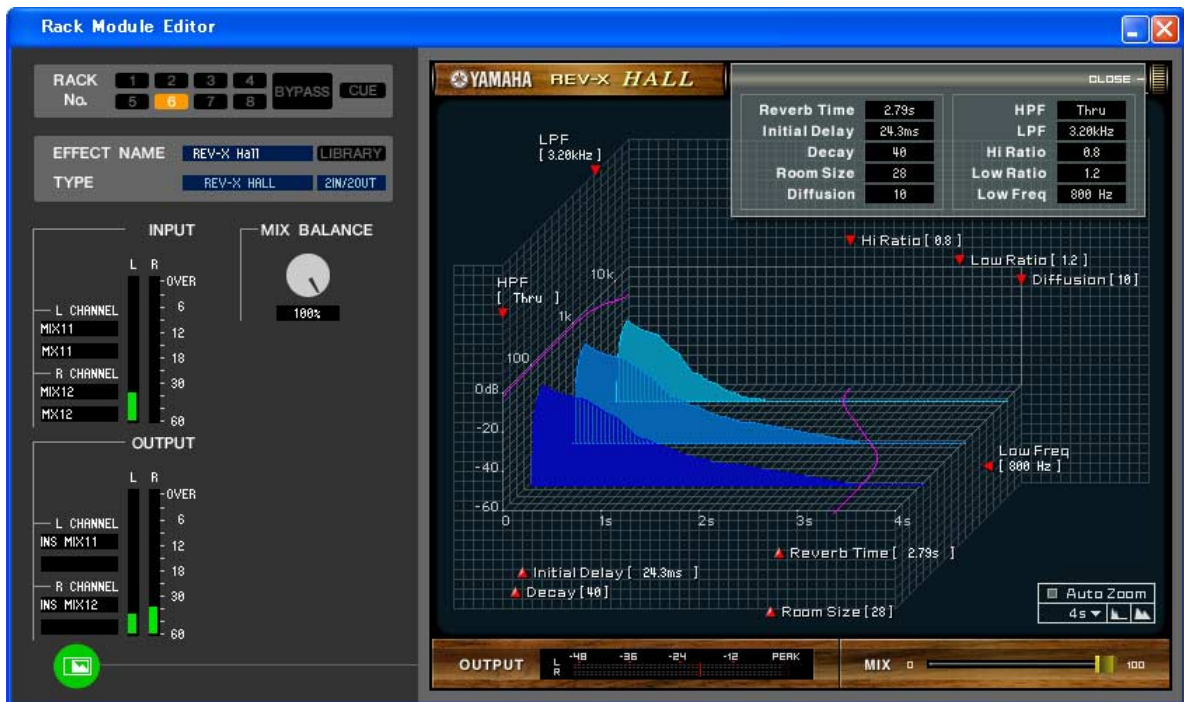 Rack Module Editor
RACK No.
1 2 3 4
5 6 7 8
BYPASS
CUE
EFFECT NAME REV-X Hall LIBRARY
TYPE REV-X HALL 2IN/2OUT
INPUT
L R
OVER
6
12
18
30
60
L CHANNEL
MIX11
MX11
R CHANNEL
MIX12
MX12
MIX BALANCE
100%
OUTPUT
L R
OVER
6
12
18
30
60
L CHANNEL
INS MIX11
R CHANNEL
INS MIX12
YAMAHA REV-X HALL
CLOSE –
Reverb Time 2.79s
Initial Delay 24.3ms
Decay 40
Room Size 28
Diffusion 10
HPF Thru
LPF 3.20kHz
Hi Ratio 0.8
Low Ratio 1.2
Low Freq 800 Hz
LPF
[ 3.20kHz ]
Hi Ratio [ 0.8 ]
Low Ratio [ 1.2 ]
Diffusion [10]
HPF
[ Thru ]
10k
1k
100
0dB
-20
-40
-60
0 1s 2s 3s 4s
Low Freq
[ 800 Hz ]
Reverb Time [ 2.79s ]
Initial Delay [ 24.3ms ]
Decay [40]
Room Size [28]
Auto Zoom
4s
OUTPUT
L
R
-48 -36 -24 -12 PEAK
MIX 0 100